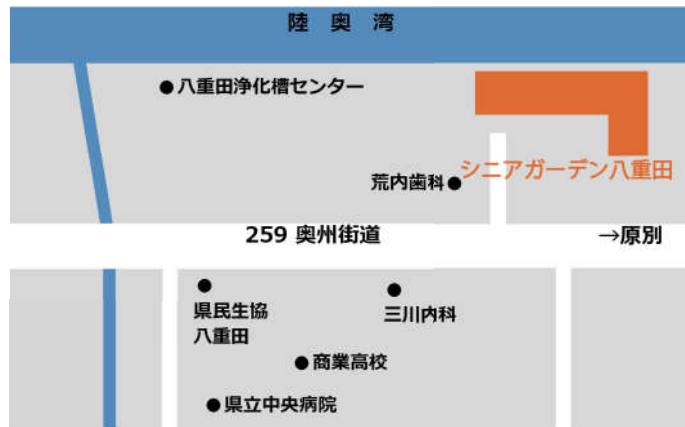 陸奥湾
八重田浄化槽センター
シニアガーデン八重田
荒内歯科
259 奥州街道
→原別
県民生協
八重田
三川内科
商業高校
県立中央病院